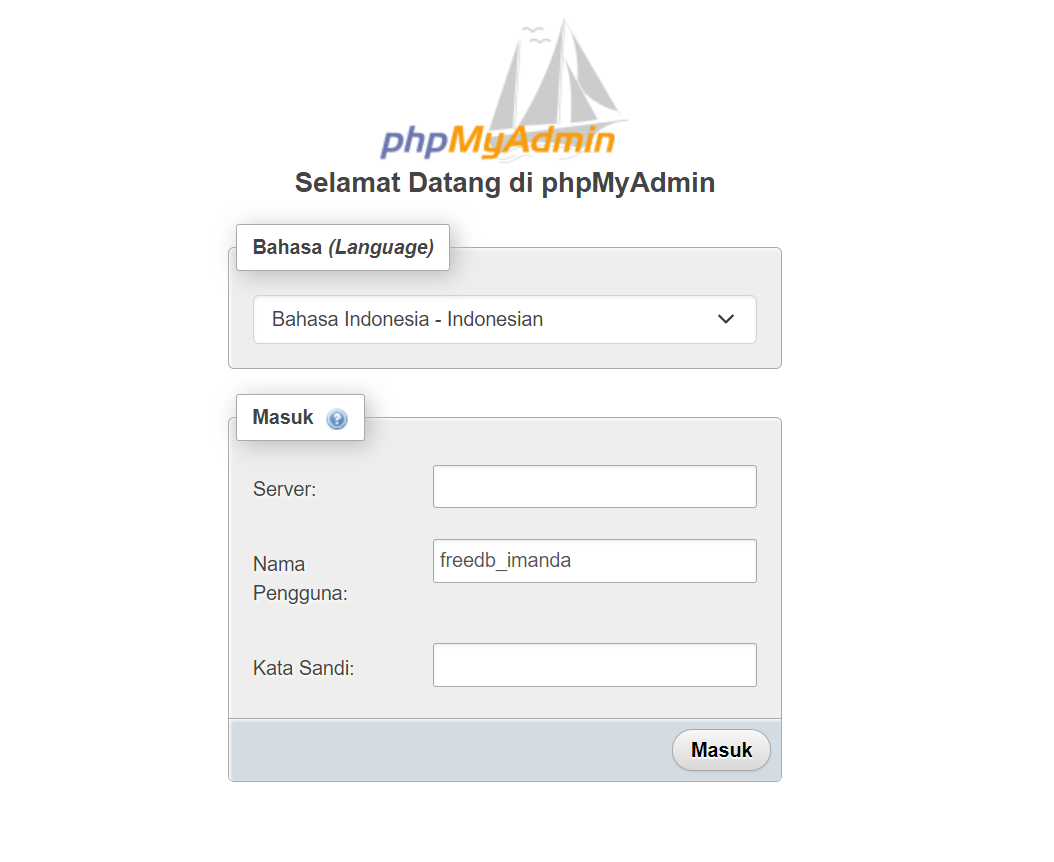 phpMyAdmin
Selamat Datang di phpMyAdmin
Bahasa (Language)
Bahasa Indonesia - Indonesian
Masuk
Server:
Nama
Pengguna:
freedb_imanda
Kata Sandi:
Masuk